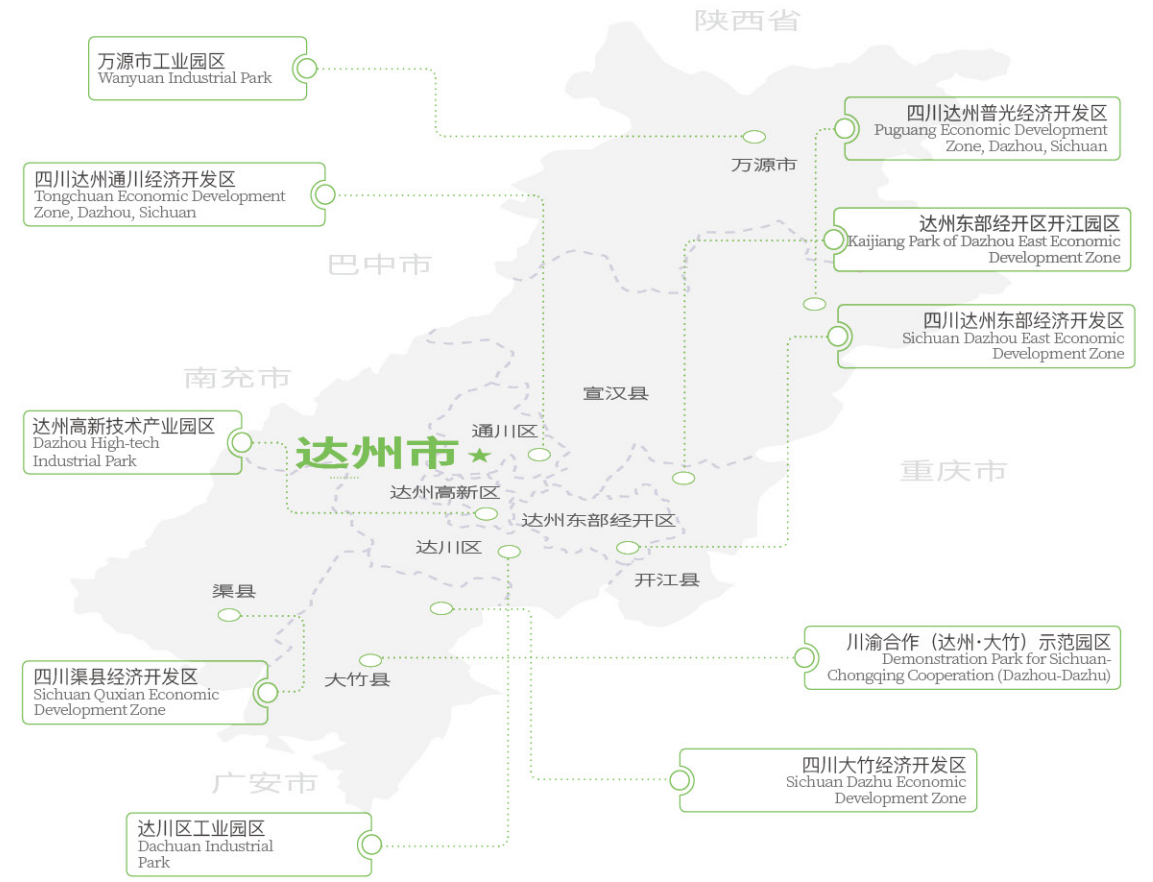 陕西省
万源市工业园区
Wanyuan Industrial Park
四川达州普光经济开发区
Puguang Economic Development
Zone, Dazhou, Sichuan
万源市
四川达州通川经济开发区
Tongchuan Economic Development
Zone, Dazhou, Sichuan
达州东部经开区开江园区
Kaijiang Park of Dazhou East Economic
Development Zone
巴中市
四川达州东部经济开发区
Sichuan Dazhou East Economic
Development Zone
南充市
宣汉县
达州高新技术产业园区
Dazhou High-tech
Industrial Park
通川区
达州市
重庆市
达州高新区
达州东部经开区
达川区
开江县
渠县
川渝合作（达州·大竹）示范园区
Demonstration Park for Sichuan-
Chongqing Cooperation (Dazhou-Dazhu)
四川渠县经济开发区
Sichuan Quxian Economic
Development Zone
大竹县
广安市
四川大竹经济开发区
Sichuan Dazhu Economic
Development Zone
达川区工业园区
Dachuan Industrial
Park